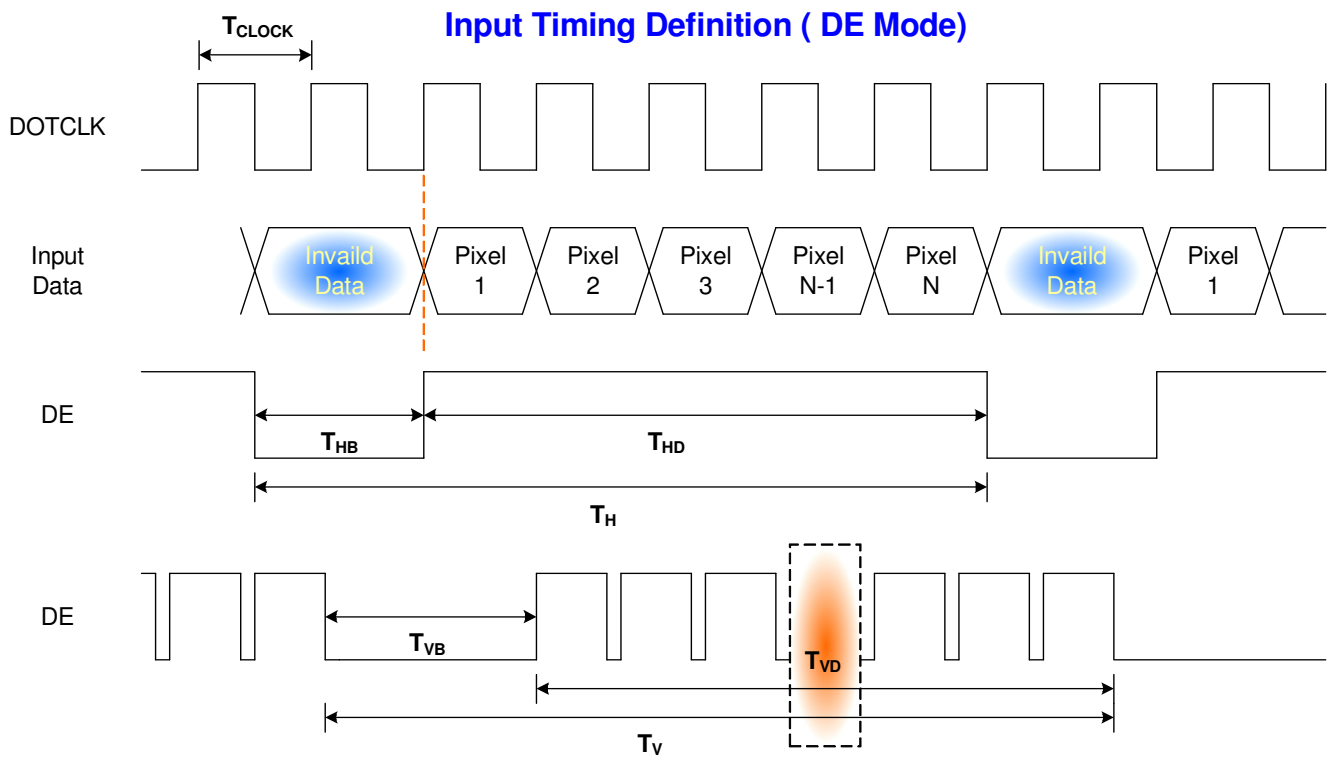 Input Timing Definition ( DE Mode)
TCLOCK
DOTCLK
Input
Data
Invaild
Data
Pixel
1
Pixel
2
Pixel
3
Pixel
N-1
Pixel
N
Invaild
Data
Pixel
1
DE
THB
THD
TH
DE
TVB
TVD
TV